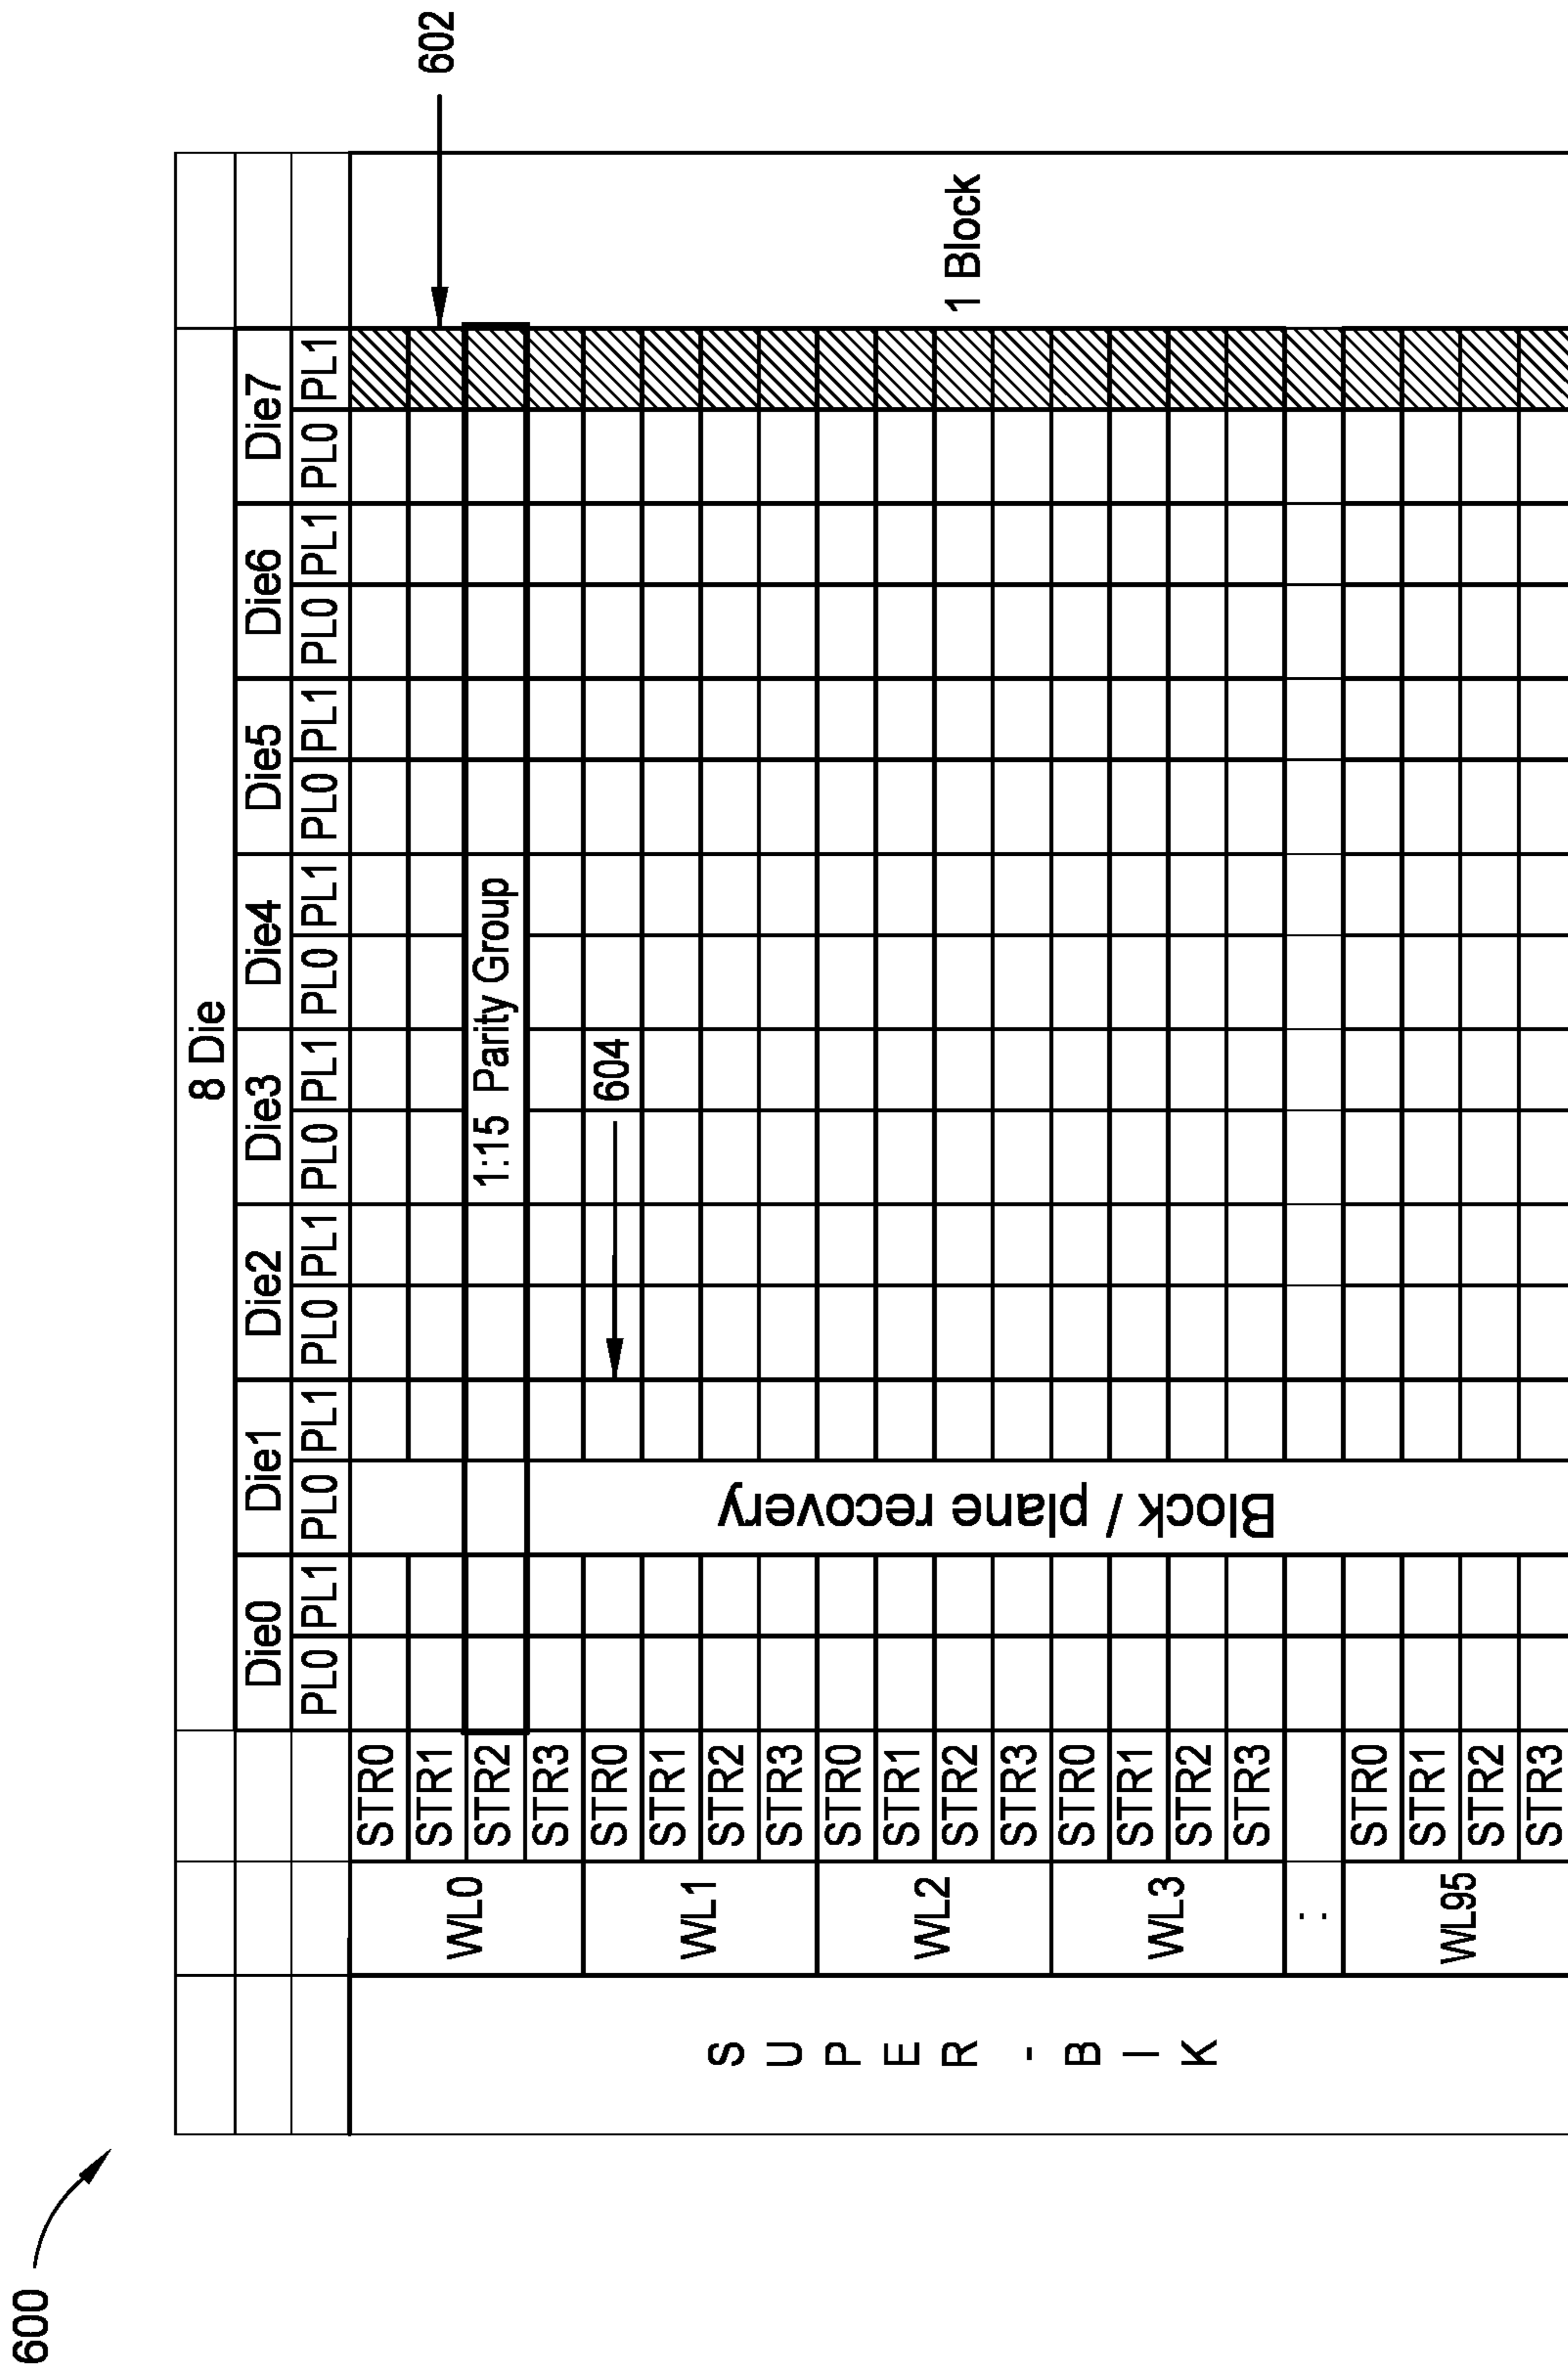 600
8 Die
Die0 Die1 Die2 Die3 Die4 Die5 Die6 Die7
PL0 PL1 PL0 PL1 PL0 PL1 PL0 PL1 PL0 PL1 PL0 PL1 PL0 PL1 PL0 PL1
SUPER-BIK
WL0
STR0
STR1
602
STR2 1:15 Parity Group
STR3
WL1
STR0 604
STR1
STR2
STR3
WL2
STR0
STR1
STR2
STR3
WL3
STR0
STR1
STR2
STR3
Block / plane recovery
1 Block
: 
WL95
STR0
STR1
STR2
STR3